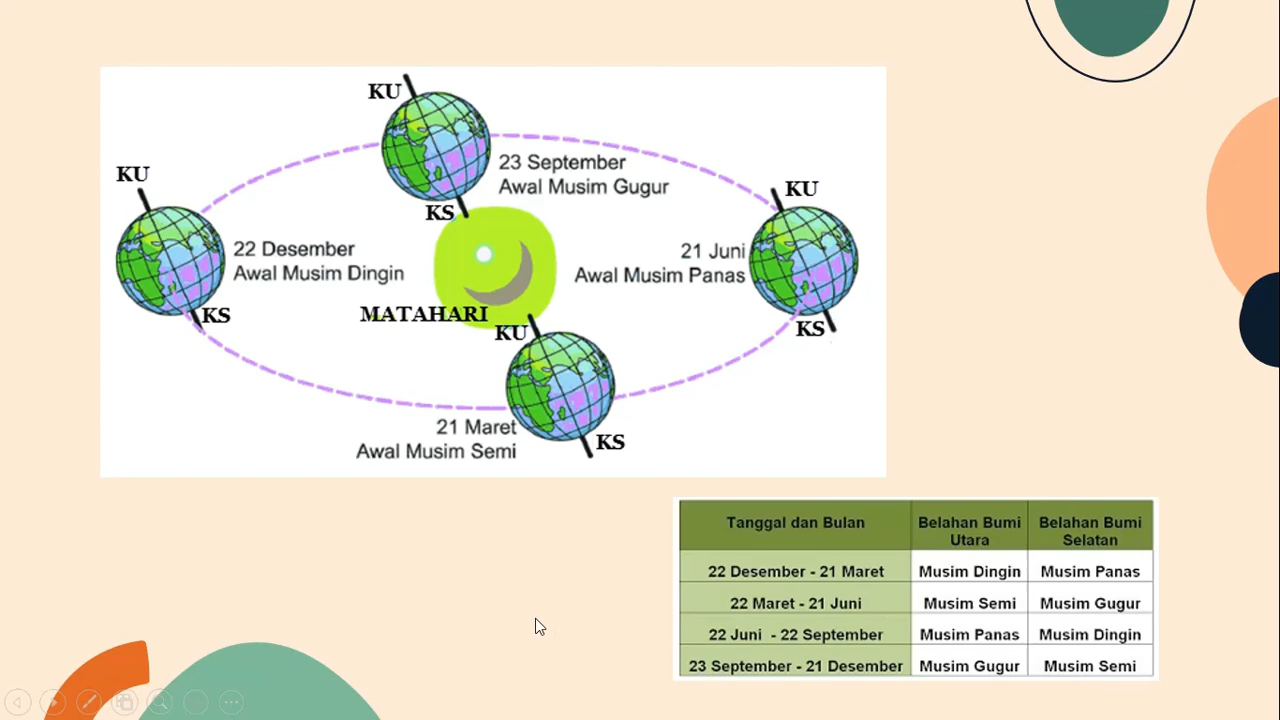 KU
23 September
Awal Musim Gugur
KS
KU
22 Desember
Awal Musim Dingin
KS
KU
21 Juni
Awal Musim Panas
KS
MATAHARI
KU
21 Maret
Awal Musim Semi
KS
Tanggal dan Bulan Belahan Bumi Utara Belahan Bumi Selatan
22 Desember - 21 Maret Musim Dingin Musim Panas
22 Maret - 21 Juni Musim Semi Musim Gugur
22 Juni - 22 September Musim Panas Musim Dingin
23 September - 21 Desember Musim Gugur Musim Semi